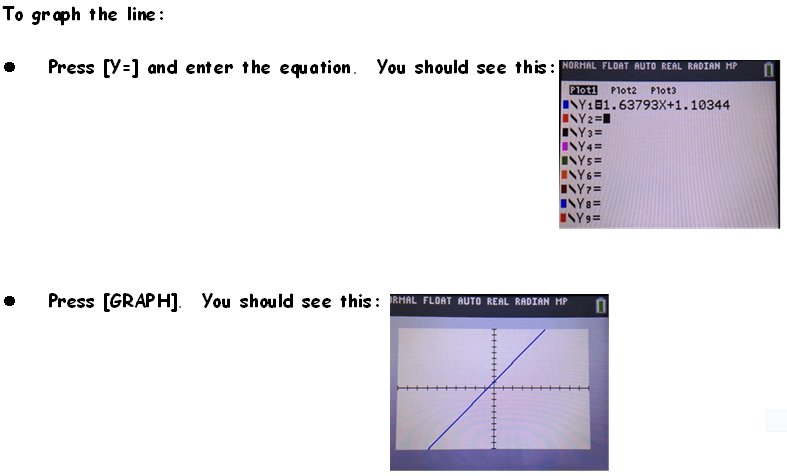 To graph the line:
● Press [Y=] and enter the equation. You should see this:
NORMAL FLOAT AUTO REAL RADIAN MP
Plot1 Plot2 Plot3
\Y1=1.63793X+1.10344
\Y2=
\Y3=
\Y4=
\Y5=
\Y6=
\Y7=
\Y8=
\Y9=
● Press [GRAPH]. You should see this:
RMAL FLOAT AUTO REAL RADIAN MP